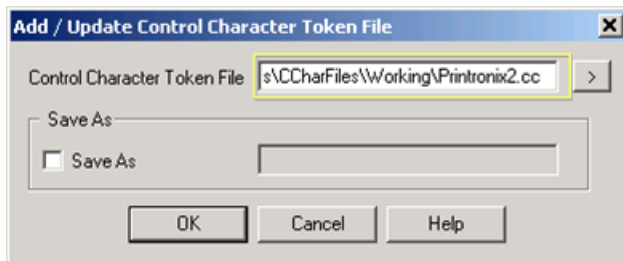 Add / Update Control Character Token File
Control Character Token File s\CCharFiles\Working\Printronix2.cc >
Save As
Save As
OK Cancel Help